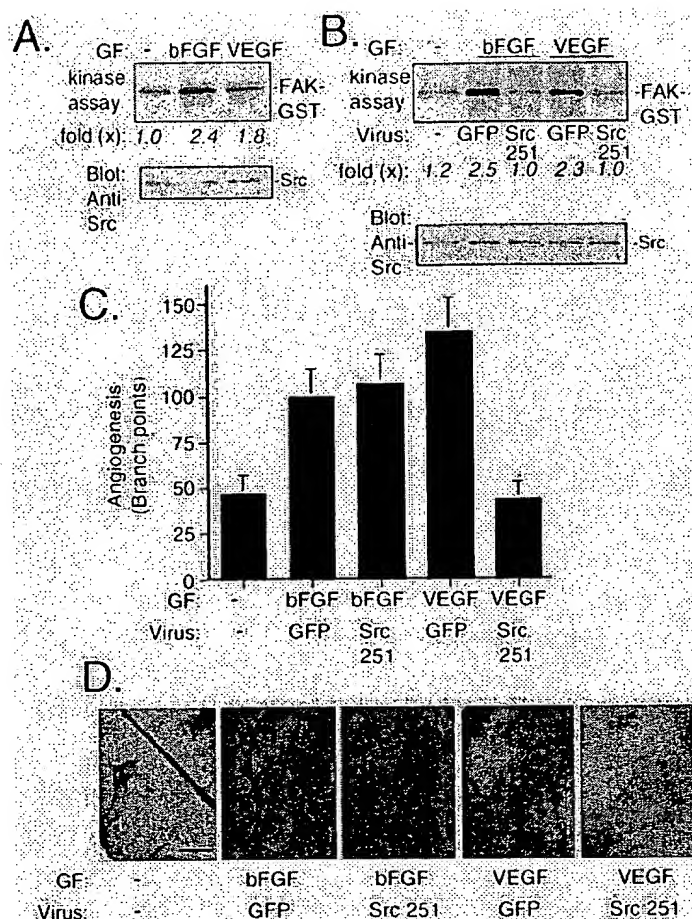 A.
GF: - bFGF VEGF
kinase assay
FAK-GST
fold (x): 1.0 2.4 1.8
Blot: Anti Src
Src
B.
GF: - bFGF VEGF
kinase assay
FAK-GST
Virus: - GFP Src 251 GFP Src 251
fold (x): 1.2 2.5 1.0 2.3 1.0
Blot: Anti-Src
-Src
C.
Angiogenesis
(Branch points)
150
125
100
75
50
25
0
GF: - bFGF bFGF VEGF VEGF
Virus: - GFP Src 251 GFP Src 251
D.
GF: - bFGF bFGF VEGF VEGF
Virus: - GFP Src 251 GFP Src 251